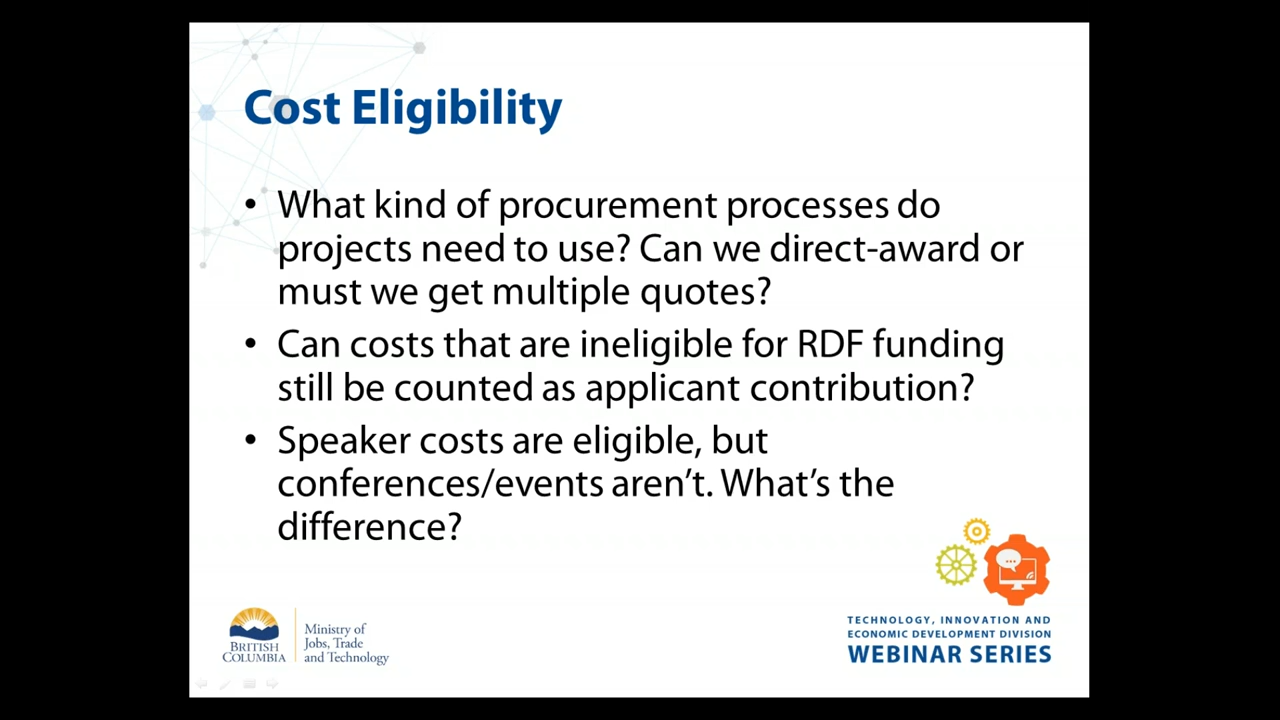 Cost Eligibility
• What kind of procurement processes do
projects need to use? Can we direct-award or
must we get multiple quotes?
• Can costs that are ineligible for RDF funding
still be counted as applicant contribution?
• Speaker costs are eligible, but
conferences/events aren’t. What’s the
difference?
BRITISH
COLUMBIA
Ministry of
Jobs, Trade
and Technology
TECHNOLOGY, INNOVATION AND
ECONOMIC DEVELOPMENT DIVISION
WEBINAR SERIES